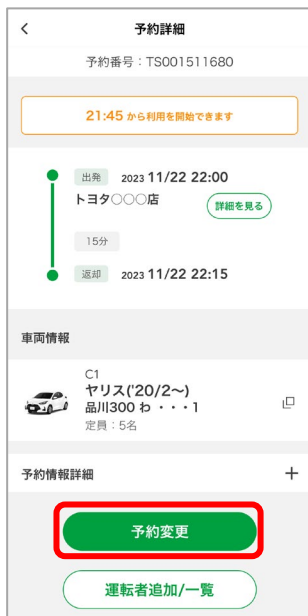 予約詳細
予約番号：TS001511680
21:45 から利用を開始できます
出発 2023 11/22 22:00
トヨタ○○○店
詳細を見る
15分
返却 2023 11/22 22:15
車両情報
C1
ヤリス('20/2〜)
品川300 わ ・・・1
定員：5名
予約情報詳細
予約変更
運転者追加/一覧